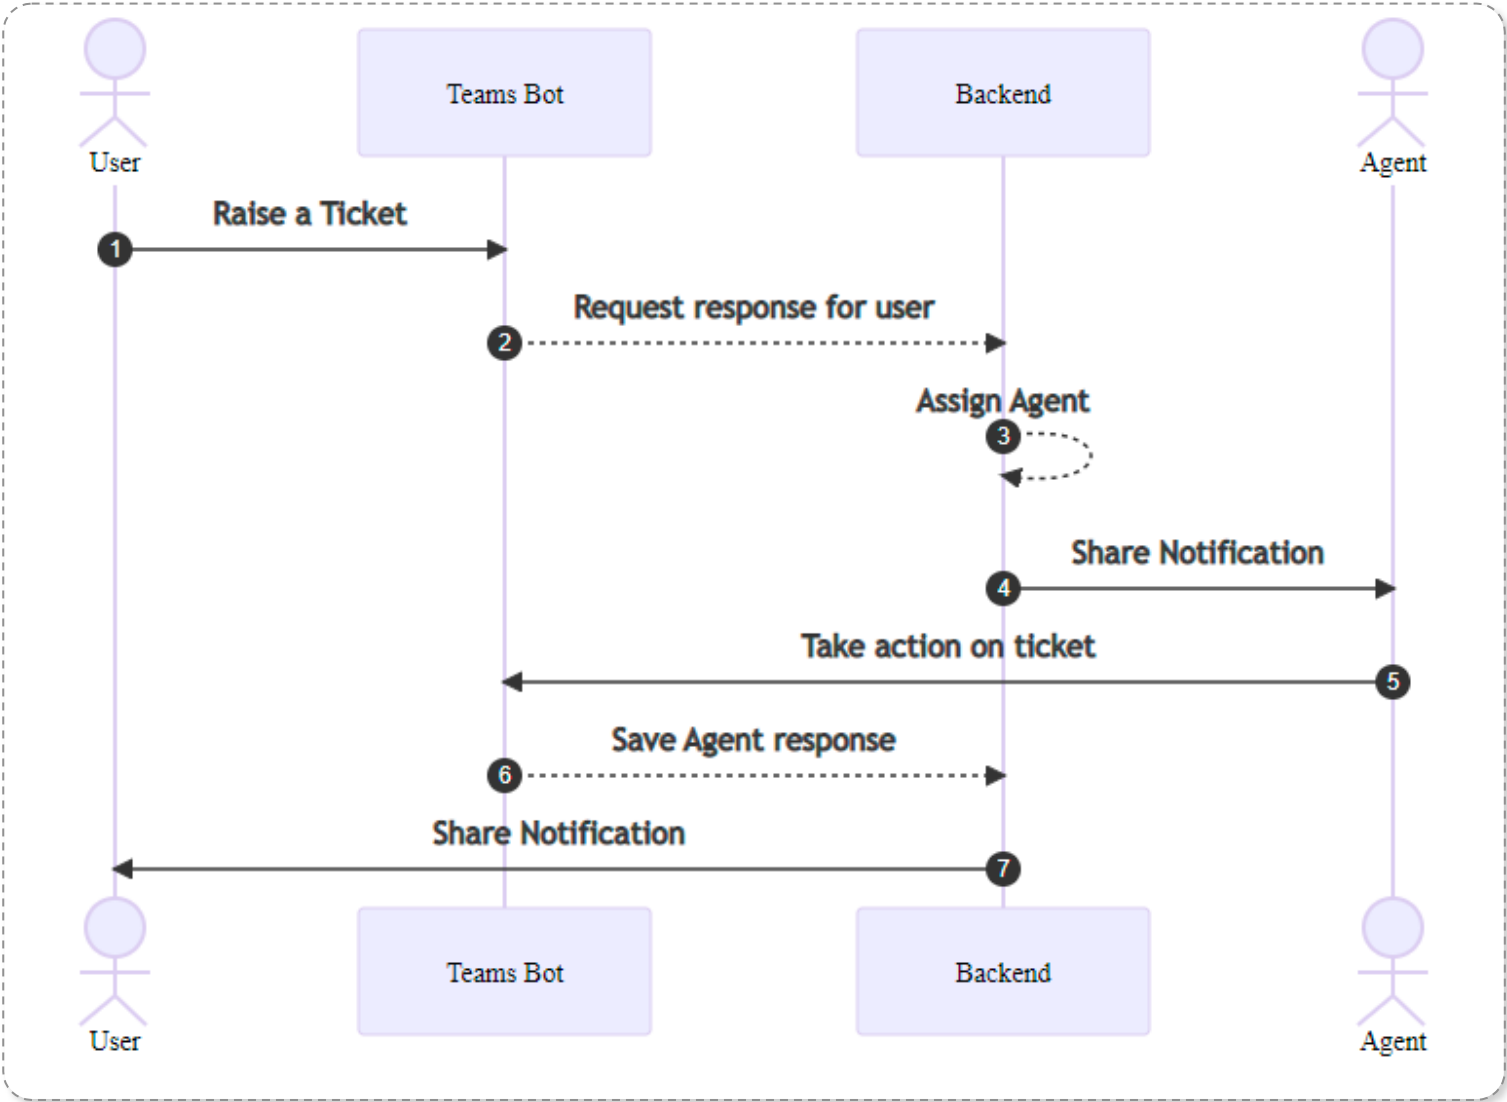 Teams Bot
Backend
User
Agent
Raise a Ticket
1
Request response for user
2
Assign Agent
3
Share Notification
4
Take action on ticket
5
Save Agent response
6
Share Notification
7
Teams Bot
Backend
User
Agent